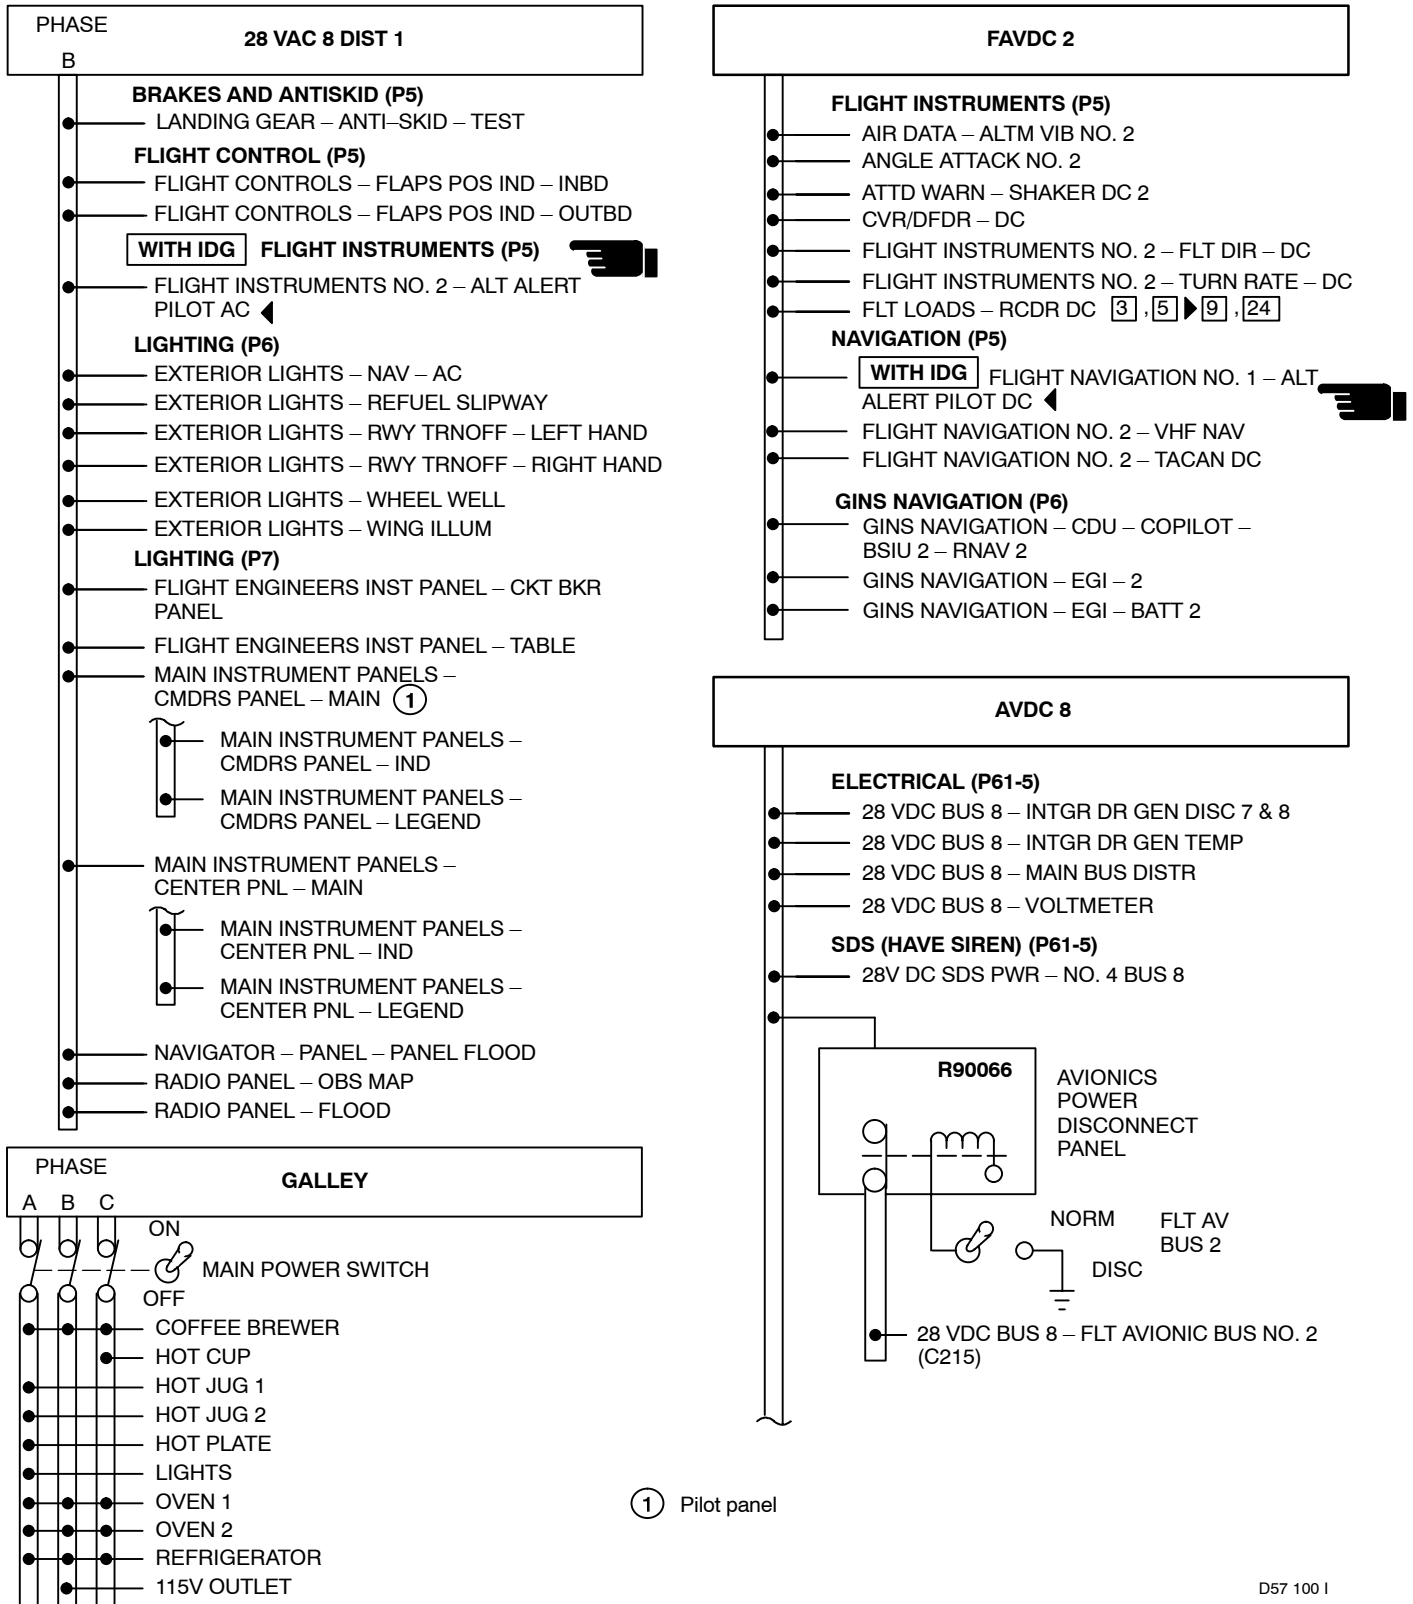 PHASE
28 VAC 8 DIST 1
B
BRAKES AND ANTISKID (P5)
LANDING GEAR – ANTI–SKID – TEST
FLIGHT CONTROL (P5)
FLIGHT CONTROLS – FLAPS POS IND – INBD
FLIGHT CONTROLS – FLAPS POS IND – OUTBD
WITH IDG FLIGHT INSTRUMENTS (P5)
FLIGHT INSTRUMENTS NO. 2 – ALT ALERT
PILOT AC
LIGHTING (P6)
EXTERIOR LIGHTS – NAV – AC
EXTERIOR LIGHTS – REFUEL SLIPWAY
EXTERIOR LIGHTS – RWY TRNOFF – LEFT HAND
EXTERIOR LIGHTS – RWY TRNOFF – RIGHT HAND
EXTERIOR LIGHTS – WHEEL WELL
EXTERIOR LIGHTS – WING ILLUM
LIGHTING (P7)
FLIGHT ENGINEERS INST PANEL – CKT BKR
PANEL
FLIGHT ENGINEERS INST PANEL – TABLE
MAIN INSTRUMENT PANELS –
CMDRS PANEL – MAIN 1
MAIN INSTRUMENT PANELS –
CMDRS PANEL – IND
MAIN INSTRUMENT PANELS –
CMDRS PANEL – LEGEND
MAIN INSTRUMENT PANELS –
CENTER PNL – MAIN
MAIN INSTRUMENT PANELS –
CENTER PNL – IND
MAIN INSTRUMENT PANELS –
CENTER PNL – LEGEND
NAVIGATOR – PANEL – PANEL FLOOD
RADIO PANEL – OBS MAP
RADIO PANEL – FLOOD
PHASE
GALLEY
A B C
ON
MAIN POWER SWITCH
OFF
COFFEE BREWER
HOT CUP
HOT JUG 1
HOT JUG 2
HOT PLATE
LIGHTS
OVEN 1
OVEN 2
REFRIGERATOR
115V OUTLET
FAVDC 2
FLIGHT INSTRUMENTS (P5)
AIR DATA – ALTM VIB NO. 2
ANGLE ATTACK NO. 2
ATTD WARN – SHAKER DC 2
CVR/DFDR – DC
FLIGHT INSTRUMENTS NO. 2 – FLT DIR – DC
FLIGHT INSTRUMENTS NO. 2 – TURN RATE – DC
FLT LOADS – RCDR DC 3 , 5 9 , 24
NAVIGATION (P5)
WITH IDG FLIGHT NAVIGATION NO. 1 – ALT
ALERT PILOT DC
FLIGHT NAVIGATION NO. 2 – VHF NAV
FLIGHT NAVIGATION NO. 2 – TACAN DC
GINS NAVIGATION (P6)
GINS NAVIGATION – CDU – COPILOT –
BSIU 2 – RNAV 2
GINS NAVIGATION – EGI – 2
GINS NAVIGATION – EGI – BATT 2
AVDC 8
ELECTRICAL (P61-5)
28 VDC BUS 8 – INTGR DR GEN DISC 7 & 8
28 VDC BUS 8 – INTGR DR GEN TEMP
28 VDC BUS 8 – MAIN BUS DISTR
28 VDC BUS 8 – VOLTMETER
SDS (HAVE SIREN) (P61-5)
28V DC SDS PWR – NO. 4 BUS 8
R90066
AVIONICS
POWER
DISCONNECT
PANEL
NORM
FLT AV
BUS 2
DISC
28 VDC BUS 8 – FLT AVIONIC BUS NO. 2
(C215)
1 Pilot panel
D57 100 I